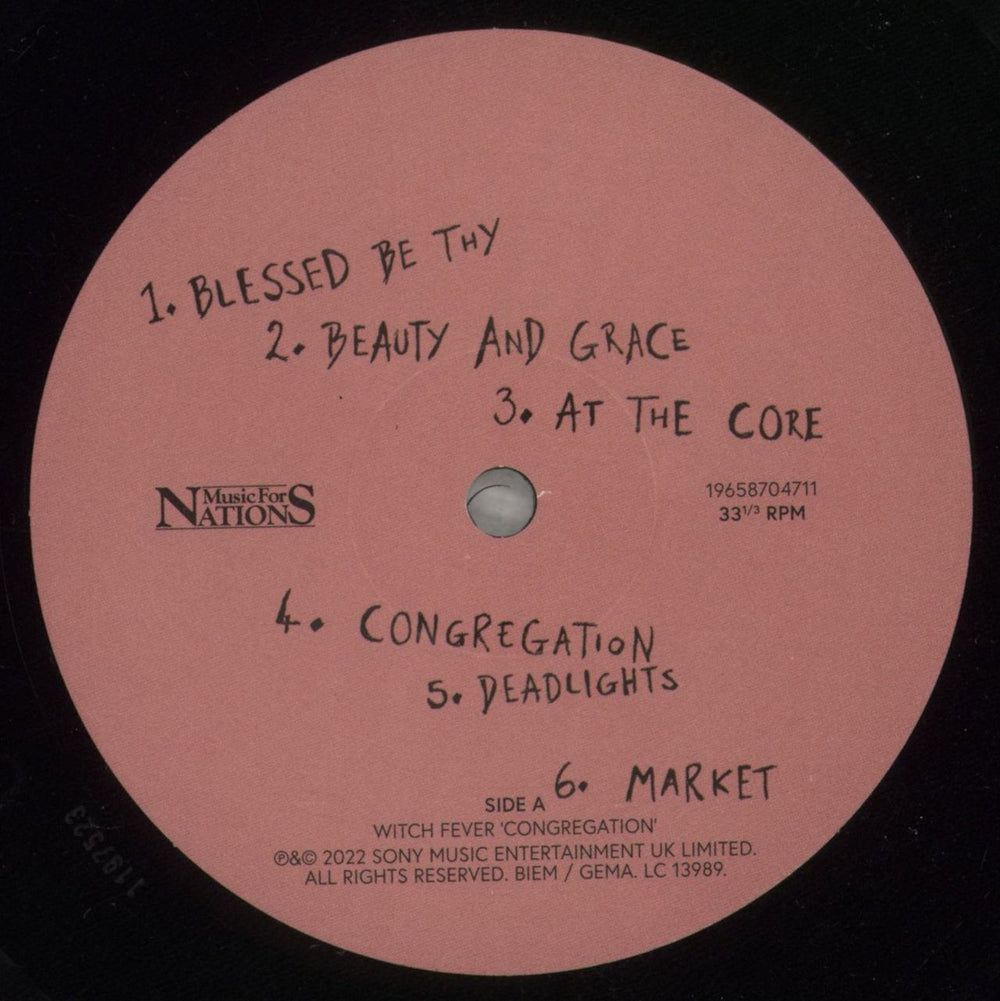 1. BLESSED BE THY
2. BEAUTY AND GRACE
3. AT THE CORE
Music For
NATIONS
19658704711
33 1/3 RPM
4. CONGREGATION
5. DEADLIGHTS
6. MARKET
SIDE A
WITCH FEVER 'CONGREGATION'
℗&© 2022 SONY MUSIC ENTERTAINMENT UK LIMITED.
ALL RIGHTS RESERVED. BIEM / GEMA. LC 13989.
1187523